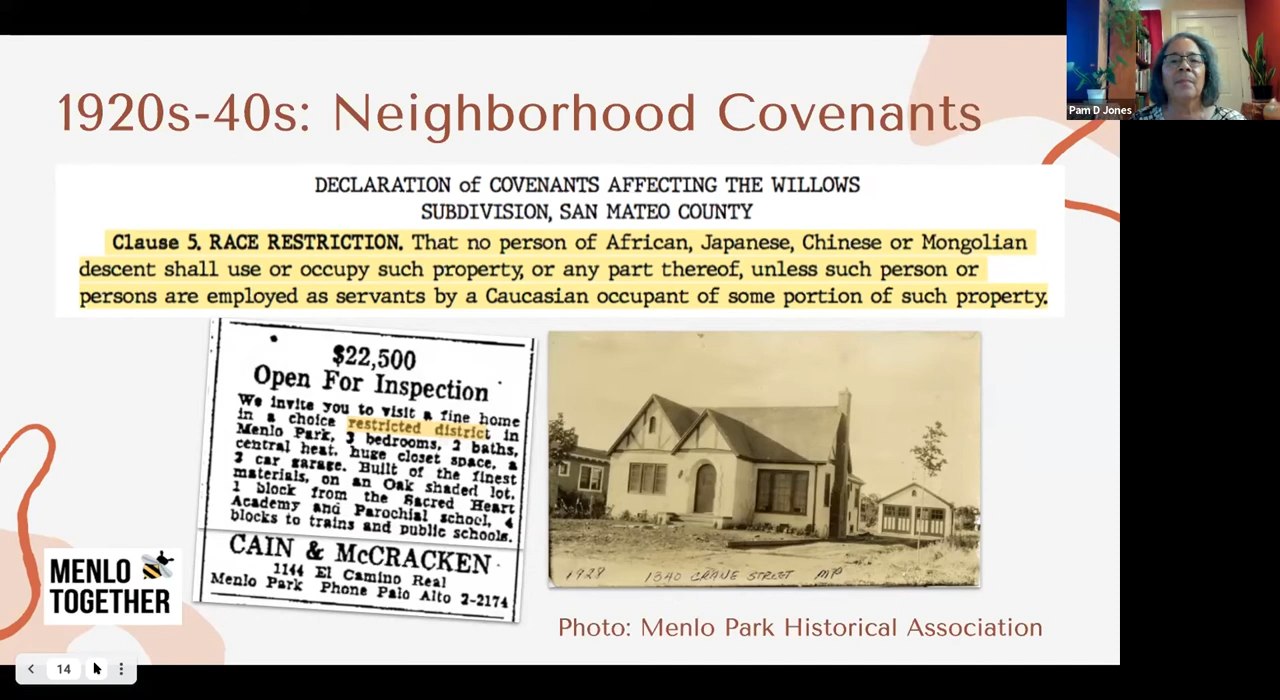 1920s-40s: Neighborhood Covenants
Pam D Jones
DECLARATION of COVENANTS AFFECTING THE WILLOWS
SUBDIVISION, SAN MATEO COUNTY
Clause 5. RACE RESTRICTION. That no person of African, Japanese, Chinese or Mongolian
descent shall use or occupy such property, or any part thereof, unless such person or
persons are employed as servants by a Caucasian occupant of some portion of such property.
$22,500
Open For Inspection
We invite you to visit a fine home
in a choice restricted district in
Menlo Park, 3 bedrooms, 2 baths,
central heat, huge closet space, a
2 car garage. Built of the finest
materials, on an Oak shaded lot.
1 block from the Sacred Heart
Academy and Parochial school, 4
blocks to trains and public schools.
CAIN & McCRACKEN
1144 El Camino Real
Menlo Park Phone Palo Alto 2-2174
1928 1340 CRANE STREET MP
MENLO
TOGETHER
Photo: Menlo Park Historical Association
14